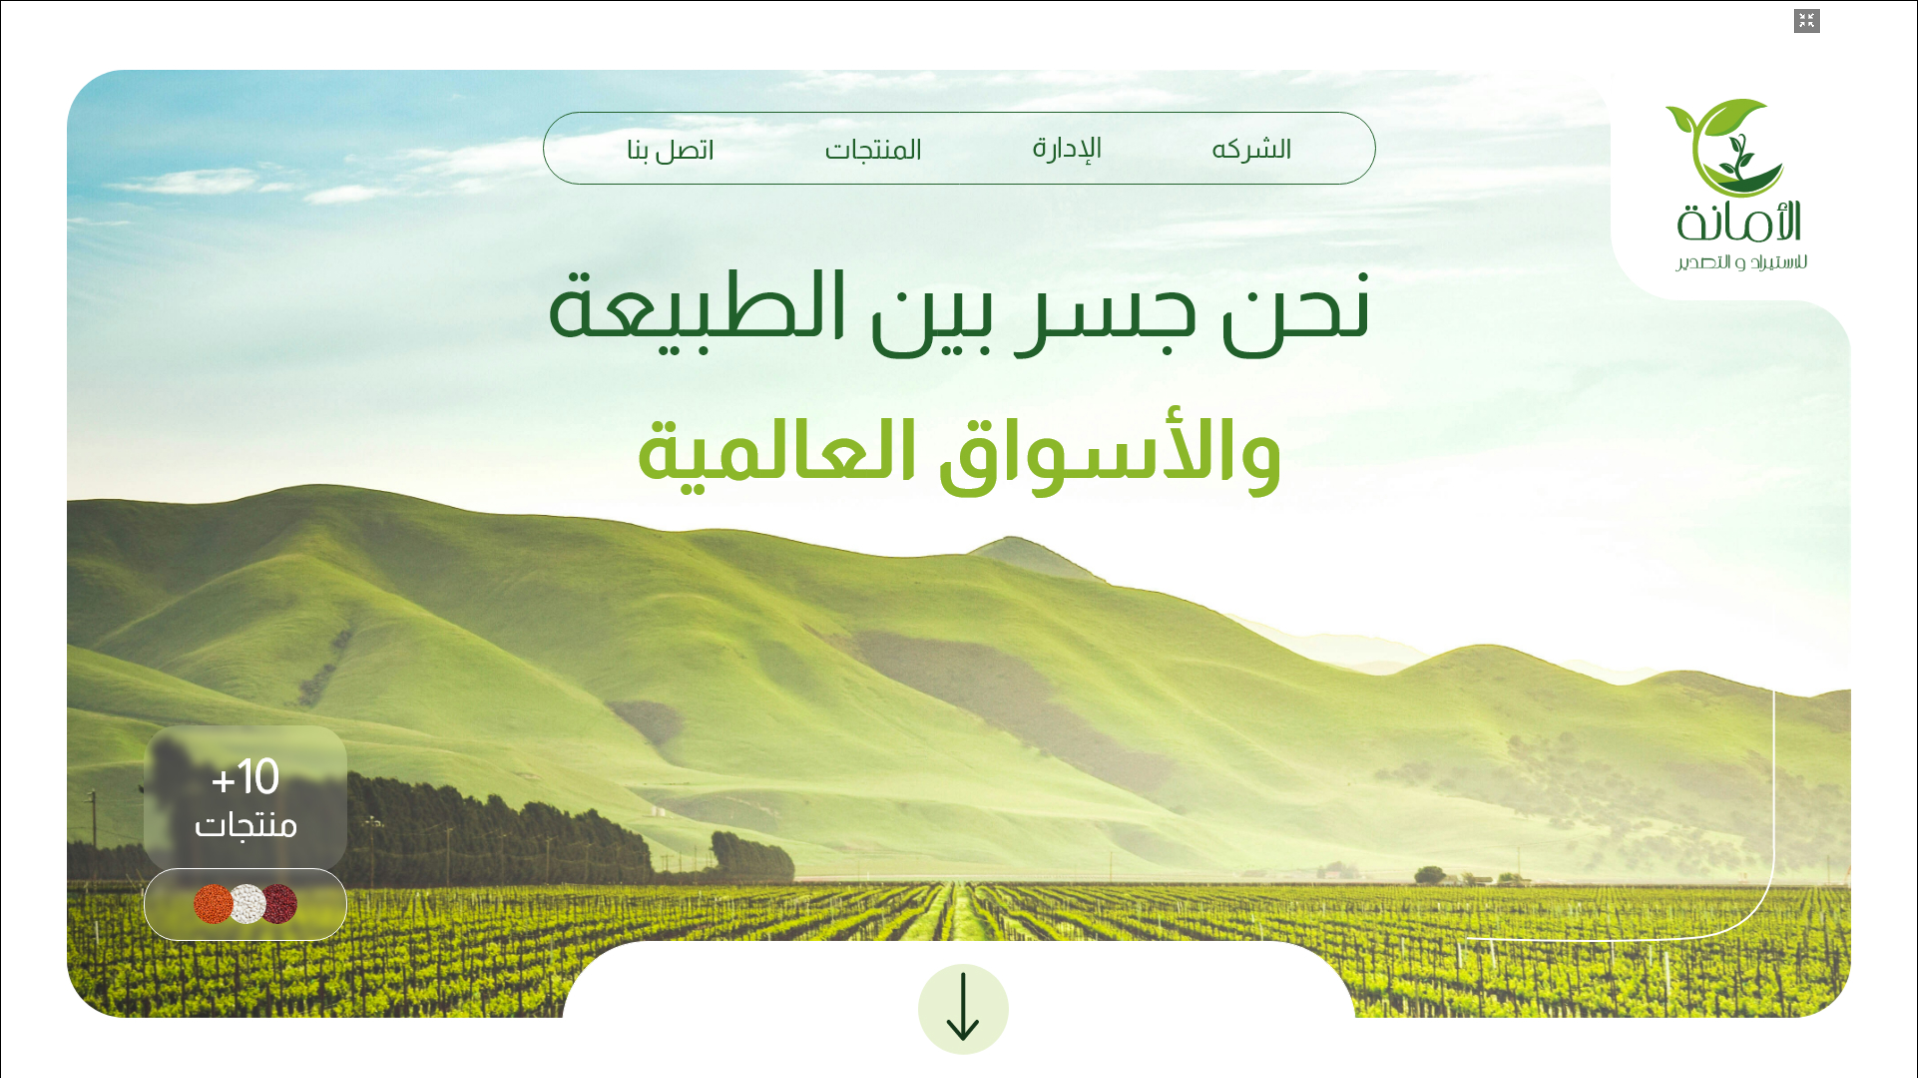 الأمانة
للاستيراد و التصدير
الشركه
الإدارة
المنتجات
اتصل بنا
نحن جسر بين الطبيعة
والأسواق العالمية
+10
منتجات